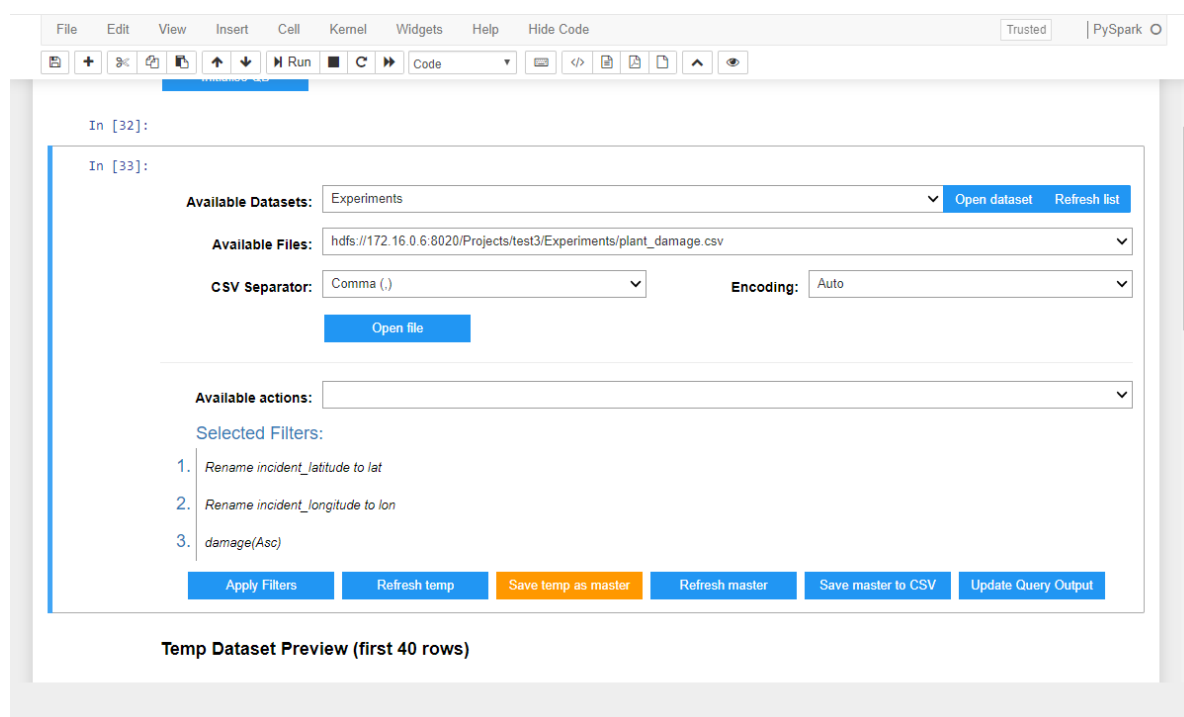 File Edit View Insert Cell Kernel Widgets Help Hide Code Trusted PySpark
Run Code
In [32]:
In [33]:
Available Datasets: Experiments Open dataset Refresh list
Available Files: hdfs://172.16.0.6:8020/Projects/test3/Experiments/plant_damage.csv
CSV Separator: Comma (,) Encoding: Auto
Open file
Available actions:
Selected Filters:
1. Rename incident_latitude to lat
2. Rename incident_longitude to lon
3. damage(Asc)
Apply Filters Refresh temp Save temp as master Refresh master Save master to CSV Update Query Output
Temp Dataset Preview (first 40 rows)